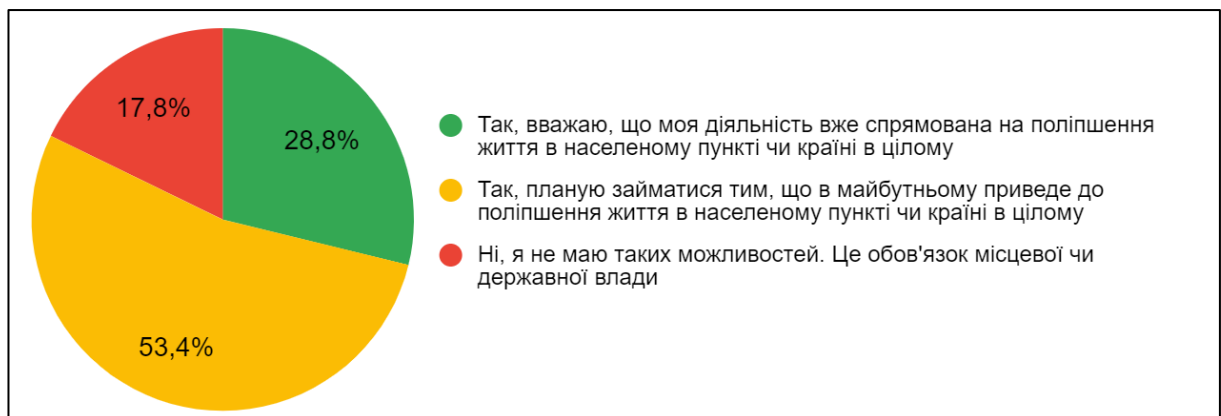 17,8%
28,8%
53,4%
Так, вважаю, що моя діяльність вже спрямована на поліпшення
життя в населеному пункті чи країні в цілому
Так, планую займатися тим, що в майбутньому приведе до
поліпшення життя в населеному пункті чи країні в цілому
Ні, я не маю таких можливостей. Це обов'язок місцевої чи
державної влади